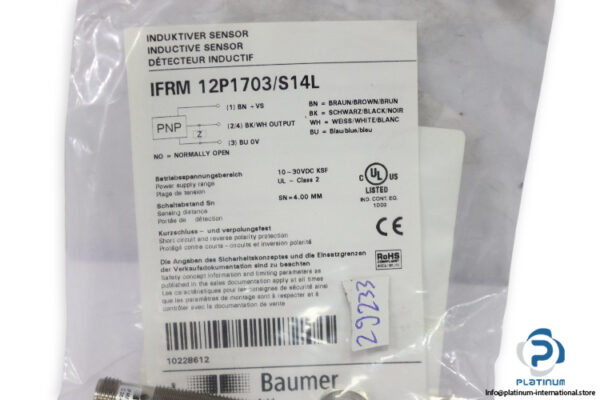 INDUKTIVER SENSOR
INDUCTIVE SENSOR
DÉTECTEUR INDUCTIF
IFRM 12P1703/S14L
PNP
Z
(1) BN +VS
(2/4) BK/WH OUTPUT
(3) BU 0V
NO = NORMALLY OPEN
BN = BRAUN/BROWN/BRUN
BK = SCHWARZ/BLACK/NOIR
WH = WEISS/WHITE/BLANC
BU = Blau/blue/bleu
Betriebsspannungsbereich
Power supply range
Plage de tension
10-30VDC KSF
UL - Class 2
Schaltabstand Sn
Sensing distance
Portée de détection
SN=4.00 MM
C UL US
LISTED
IND. CONT. EQ.
Kurzschluss- und verpolungsfest
Short circuit and reverse polarity protection
Protégé contre courts-circuits et inversion polarité
CE
RoHS
Die Angaben des Sicherheitskonzeptes und die Einsatzgrenzen
der Verkaufsdokumentation sind zu beachten
Safety concept information and limiting parameters as
published in the sales documentation apply at all times
Les caractéristiques pour les consignes de sécurité ainsi
que les paramètres de montage sont à respecter et à
contrôler avec la documentation de vente
29233
10228612
Baumer
PLATINUM
https://platinum-international.store